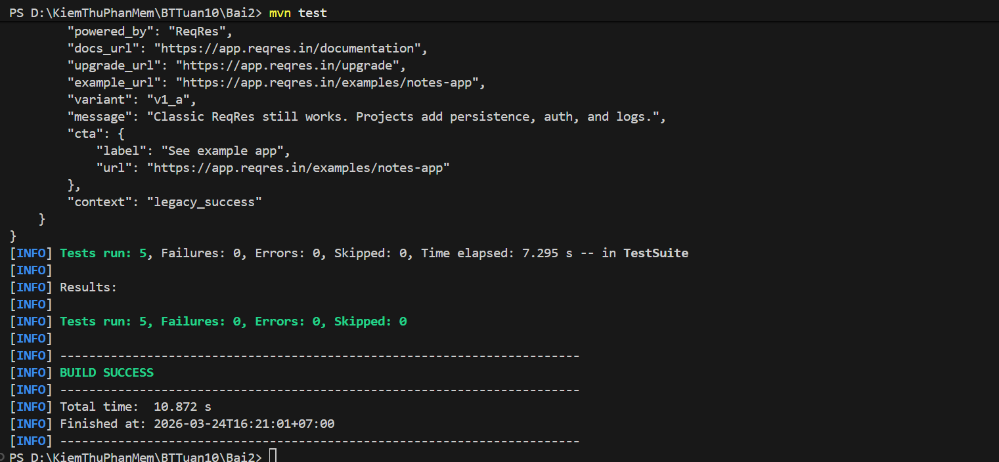 PS D:\KiemThuPhanMem\BTTuan10\Bai2> mvn test
        "powered_by": "ReqRes",
        "docs_url": "https://app.reqres.in/documentation",
        "upgrade_url": "https://app.reqres.in/upgrade",
        "example_url": "https://app.reqres.in/examples/notes-app",
        "variant": "v1_a",
        "message": "Classic ReqRes still works. Projects add persistence, auth, and logs.",
        "cta": {
            "label": "See example app",
            "url": "https://app.reqres.in/examples/notes-app"
        },
        "context": "legacy_success"
    }
}
[INFO] Tests run: 5, Failures: 0, Errors: 0, Skipped: 0, Time elapsed: 7.295 s -- in TestSuite
[INFO]
[INFO] Results:
[INFO]
[INFO] Tests run: 5, Failures: 0, Errors: 0, Skipped: 0
[INFO]
[INFO] ------------------------------------------------------------------------
[INFO] BUILD SUCCESS
[INFO] ------------------------------------------------------------------------
[INFO] Total time:  10.872 s
[INFO] Finished at: 2026-03-24T16:21:01+07:00
[INFO] ------------------------------------------------------------------------
PS D:\KiemThuPhanMem\BTTuan10\Bai2>